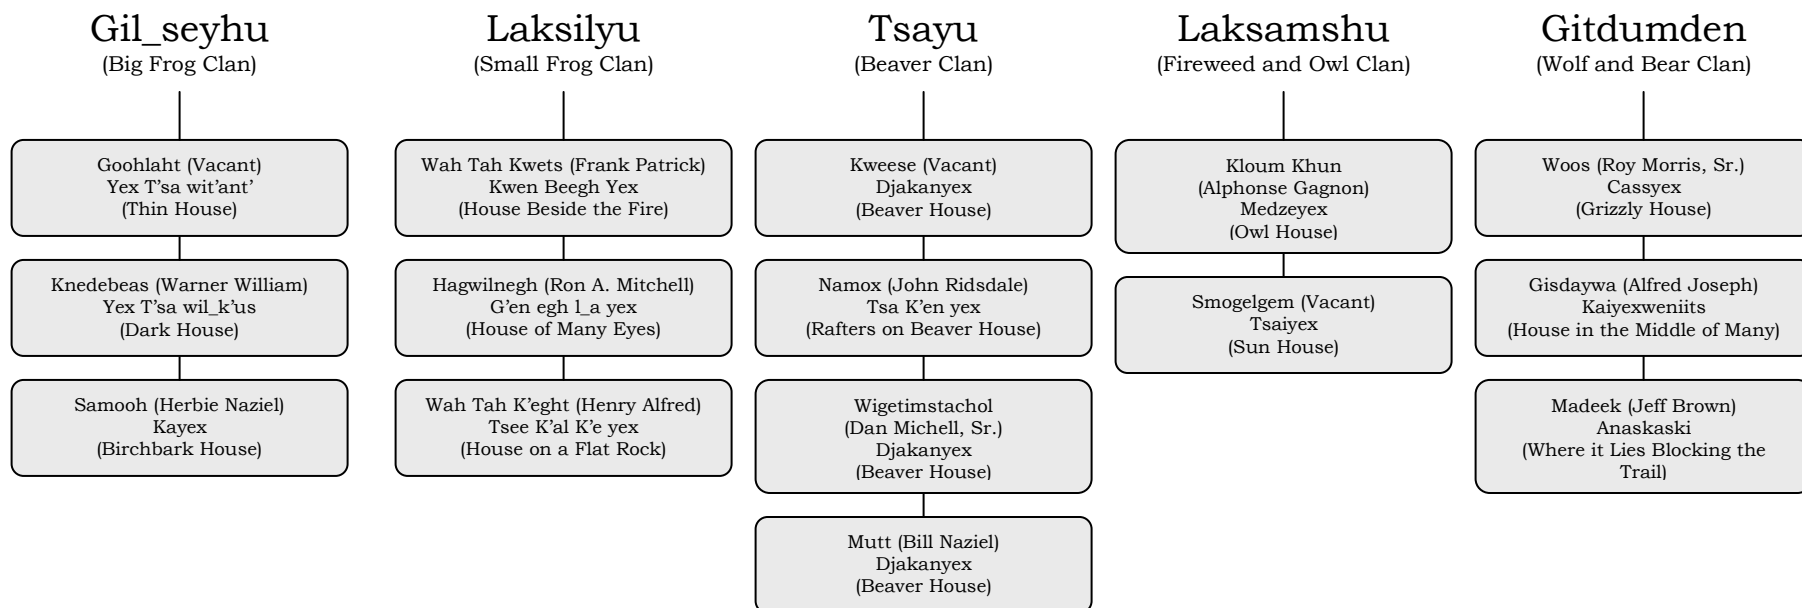 Gil_seyhu
(Big Frog Clan)
Goohlaht (Vacant)
Yex T’sa wit’ant’
(Thin House)
Knedebeas (Warner William)
Yex T’sa wil_k’us
(Dark House)
Samooh (Herbie Naziel)
Kayex
(Birchbark House)
Laksilyu
(Small Frog Clan)
Wah Tah Kwets (Frank Patrick)
Kwen Beegh Yex
(House Beside the Fire)
Hagwilnegh (Ron A. Mitchell)
G’en egh l_a yex
(House of Many Eyes)
Wah Tah K’eght (Henry Alfred)
Tsee K’al K’e yex
(House on a Flat Rock)
Tsayu
(Beaver Clan)
Kweese (Vacant)
Djakanyex
(Beaver House)
Namox (John Ridsdale)
Tsa K’en yex
(Rafters on Beaver House)
Wigetimstachol
(Dan Michell, Sr.)
Djakanyex
(Beaver House)
Mutt (Bill Naziel)
Djakanyex
(Beaver House)
Laksamshu
(Fireweed and Owl Clan)
Kloum Khun
(Alphonse Gagnon)
Medzeyex
(Owl House)
Smogelgem (Vacant)
Tsaiyex
(Sun House)
Gitdumden
(Wolf and Bear Clan)
Woos (Roy Morris, Sr.)
Cassyex
(Grizzly House)
Gisdaywa (Alfred Joseph)
Kaiyexweniits
(House in the Middle of Many)
Madeek (Jeff Brown)
Anaskaski
(Where it Lies Blocking the
Trail)